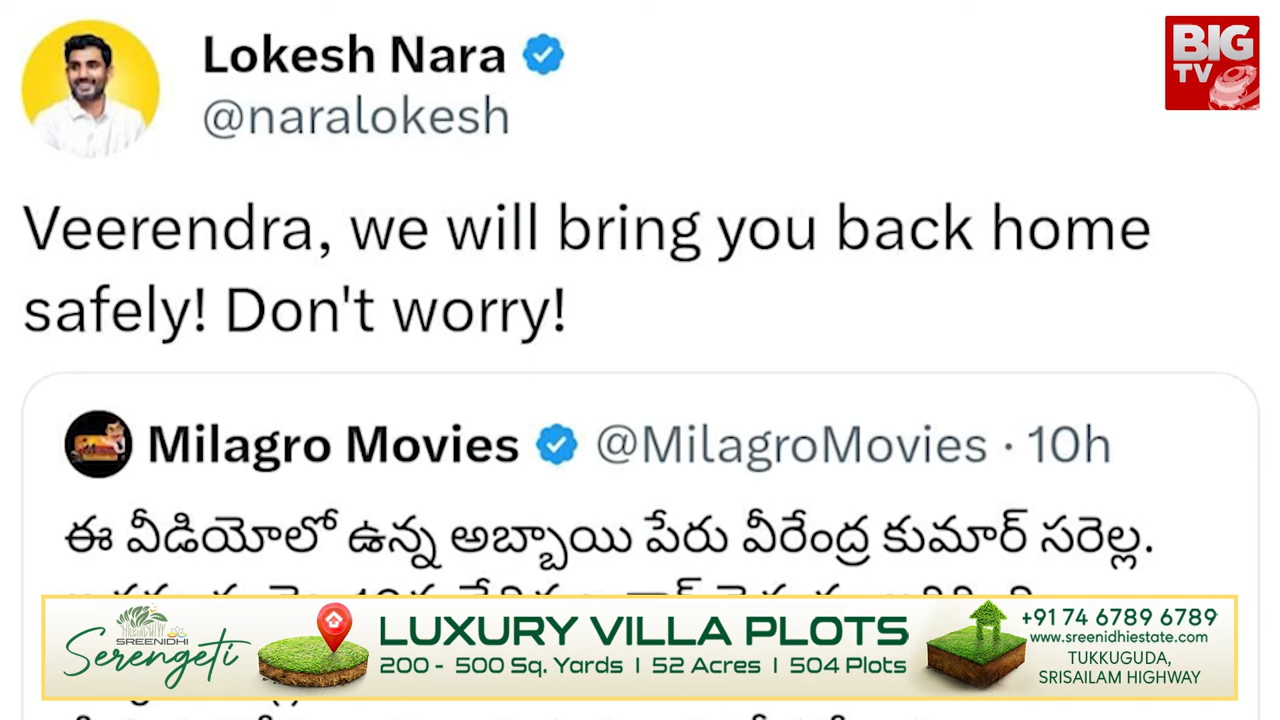 Lokesh Nara
@naralokesh
BIG
TV
Veerendra, we will bring you back home
safely! Don't worry!
Milagro Movies @MilagroMovies · 10h
ఈ వీడియోలో ఉన్న అబ్బాయి పేరు వీరేంద్ర కుమార్ సరెల్ల.
SREENIDHI
Serengeti
LUXURY VILLA PLOTS
200 - 500 Sq. Yards | 52 Acres | 504 Plots
+91 74 6789 6789
www.sreenidhiestate.com
TUKKUGUDA,
SRISAILAM HIGHWAY